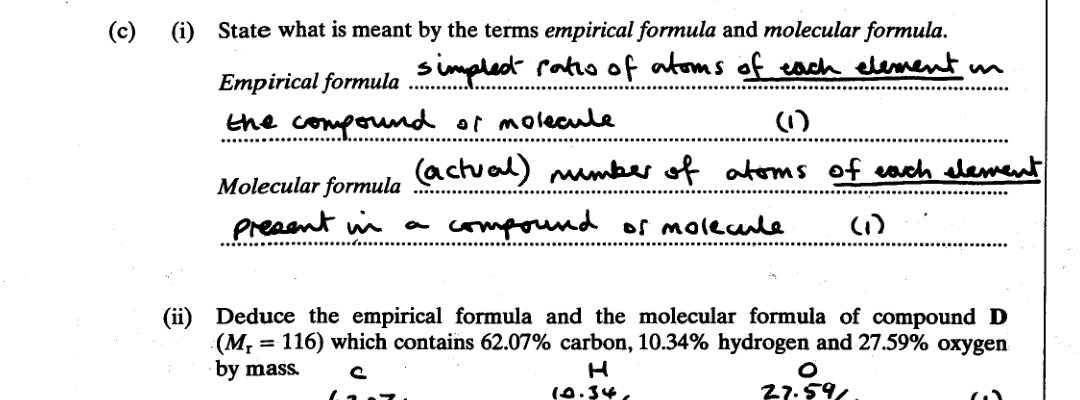 (c) (i) State what is meant by the terms empirical formula and molecular formula.
Empirical formula simplest ratio of atoms of each element in
the compound or molecule (1)
Molecular formula (actual) number of atoms of each element
present in a compound or molecule (1)
(ii) Deduce the empirical formula and the molecular formula of compound D
(Mr = 116) which contains 62.07% carbon, 10.34% hydrogen and 27.59% oxygen
by mass. C H O
10.34 27.59